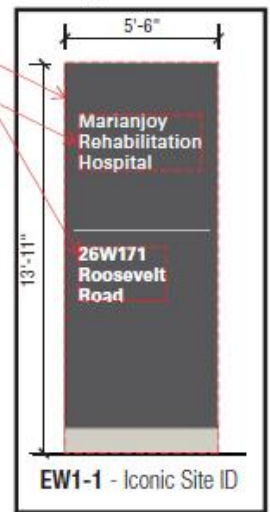 5'-6"
Marianjoy
Rehabilitation
Hospital
13'-11"
26W171
Roosevelt
Road
EW1-1 - Iconic Site ID